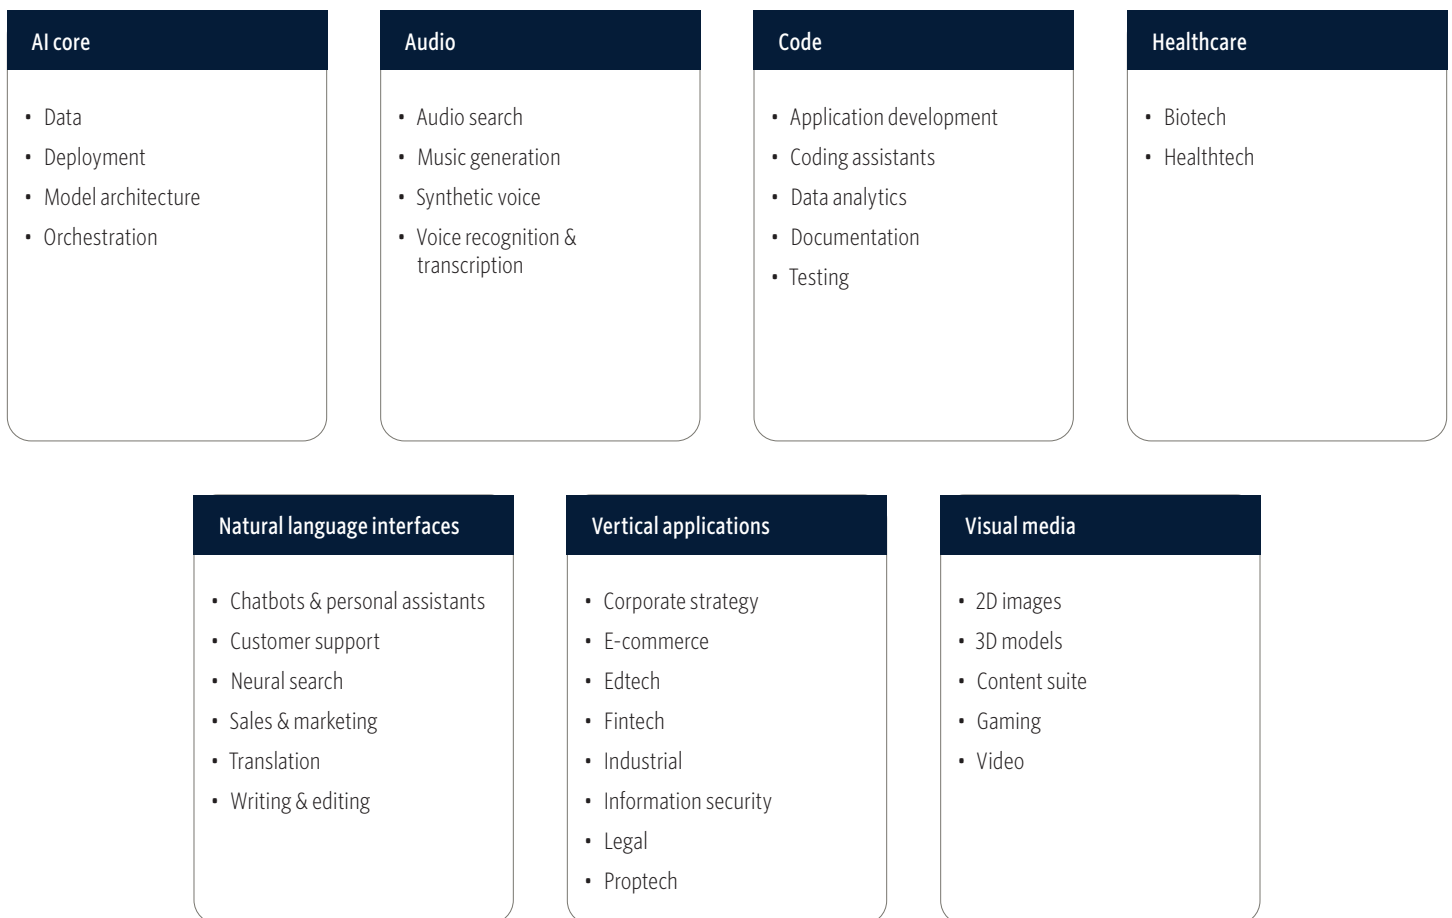 AI core
• Data
• Deployment
• Model architecture
• Orchestration
Audio
• Audio search
• Music generation
• Synthetic voice
• Voice recognition &
transcription
Code
• Application development
• Coding assistants
• Data analytics
• Documentation
• Testing
Healthcare
• Biotech
• Healthtech
Natural language interfaces
• Chatbots & personal assistants
• Customer support
• Neural search
• Sales & marketing
• Translation
• Writing & editing
Vertical applications
• Corporate strategy
• E-commerce
• Edtech
• Fintech
• Industrial
• Information security
• Legal
• Proptech
Visual media
• 2D images
• 3D models
• Content suite
• Gaming
• Video